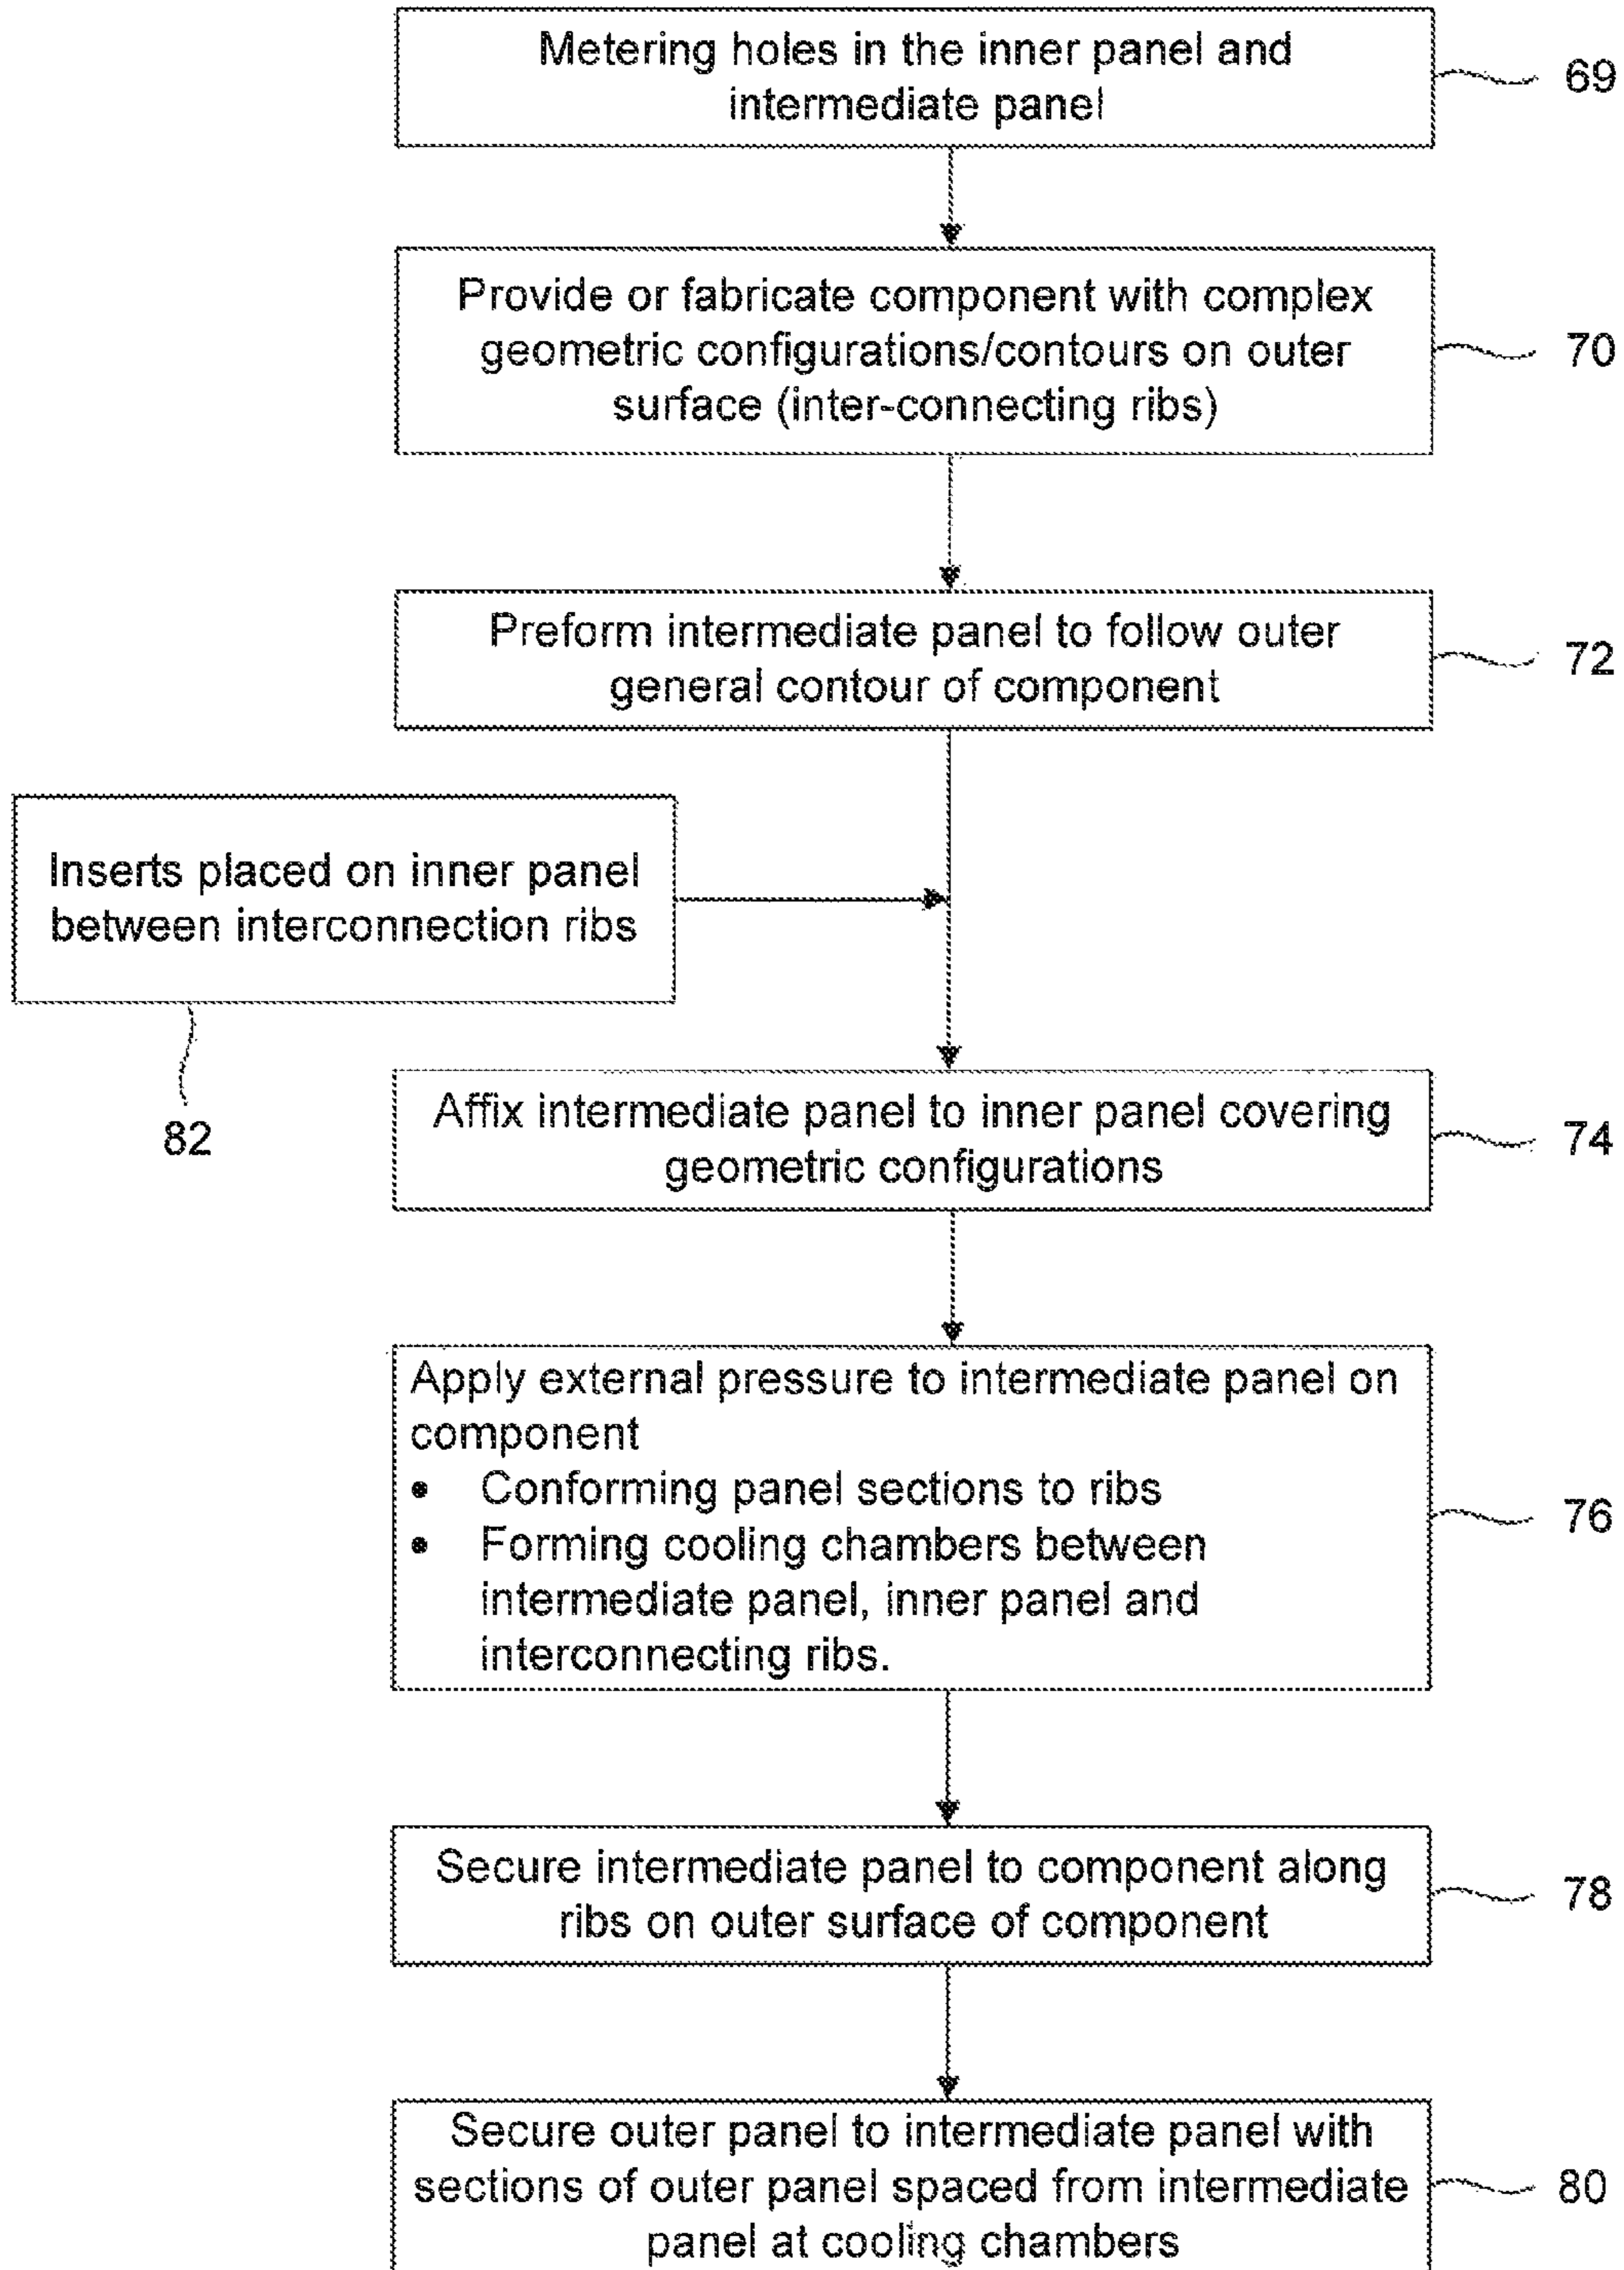 Metering holes in the inner panel and
intermediate panel
69
Provide or fabricate component with complex
geometric configurations/contours on outer
surface (inter-connecting ribs)
70
Preform intermediate panel to follow outer
general contour of component
72
Inserts placed on inner panel
between interconnection ribs
82
Affix intermediate panel to inner panel covering
geometric configurations
74
Apply external pressure to intermediate panel on
component
• Conforming panel sections to ribs
• Forming cooling chambers between
intermediate panel, inner panel and
interconnecting ribs.
76
Secure intermediate panel to component along
ribs on outer surface of component
78
Secure outer panel to intermediate panel with
sections of outer panel spaced from intermediate
panel at cooling chambers
80